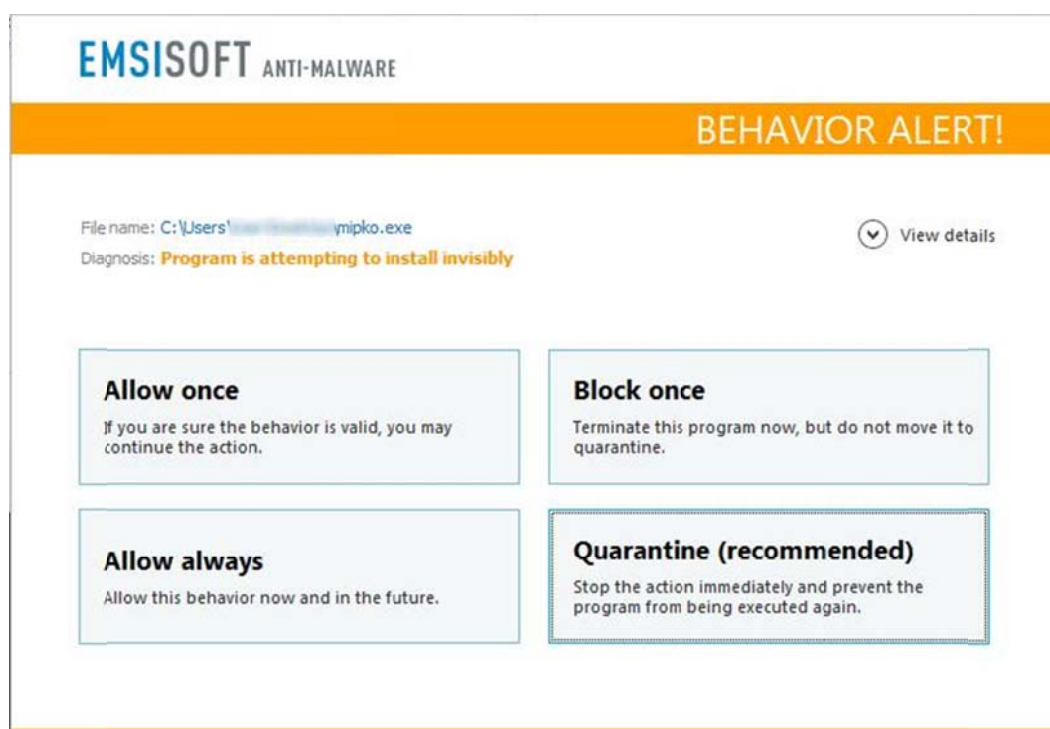 EMSISOFT ANTI-MALWARE
BEHAVIOR ALERT!
File name: C:\Users\ \mipko.exe
View details
Diagnosis: Program is attempting to install invisibly
Allow once
If you are sure the behavior is valid, you may
continue the action.
Block once
Terminate this program now, but do not move it to
quarantine.
Allow always
Allow this behavior now and in the future.
Quarantine (recommended)
Stop the action immediately and prevent the
program from being executed again.